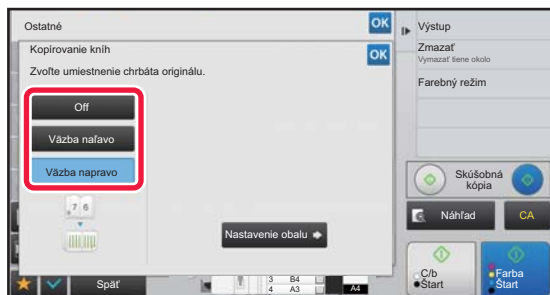 Ostatné
OK
Kopírovanie kníh
OK
Zvoľte umiestnenie chrbáta originálu.
Off
Väzba naľavo
Väzba napravo
7 6
Nastavenie obalu
Späť
3 B4
4 A3
A4
Výstup
Zmazať
Vymazať tiene okolo
Farebný režim
Skúšobná
kópia
Náhľad
CA
C/b
Štart
Farba
Štart